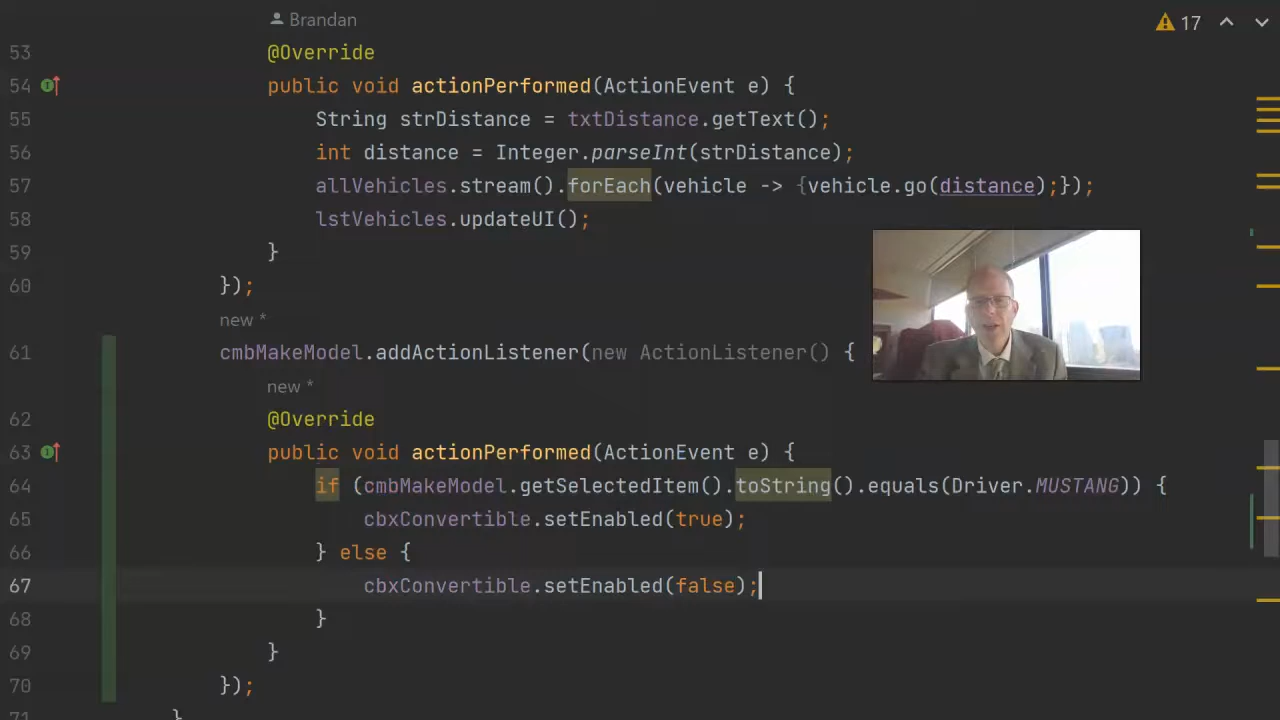 Brandan
17
53 @Override
54 public void actionPerformed(ActionEvent e) {
55 String strDistance = txtDistance.getText();
56 int distance = Integer.parseInt(strDistance);
57 allVehicles.stream().forEach(vehicle -> {vehicle.go(distance);});
58 lstVehicles.updateUI();
59 }
60 });
new *
61 cmbMakeModel.addActionListener(new ActionListener() {
new *
62 @Override
63 public void actionPerformed(ActionEvent e) {
64 if (cmbMakeModel.getSelectedItem().toString().equals(Driver.MUSTANG)) {
65 cbxConvertible.setEnabled(true);
66 } else {
67 cbxConvertible.setEnabled(false);
68 }
69 }
70 });
71 }